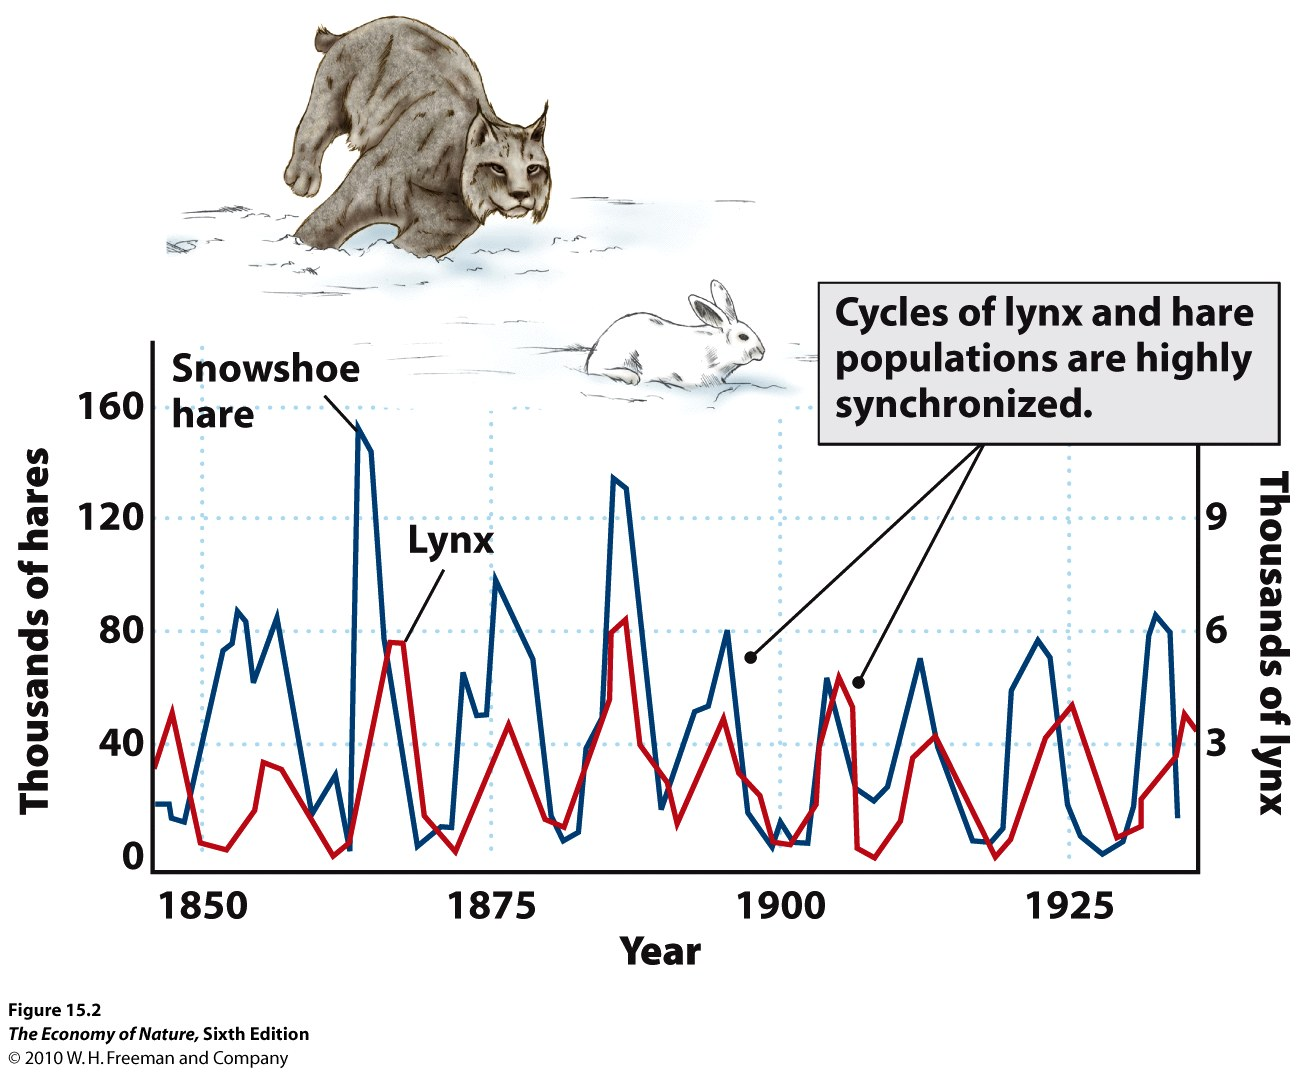 Cycles of lynx and hare
populations are highly
synchronized.
Snowshoe
hare
Lynx
160
120
80
40
0
Thousands of hares
9
6
3
Thousands of lynx
1850
1875
1900
1925
Year
Figure 15.2
The Economy of Nature, Sixth Edition
© 2010 W. H. Freeman and Company